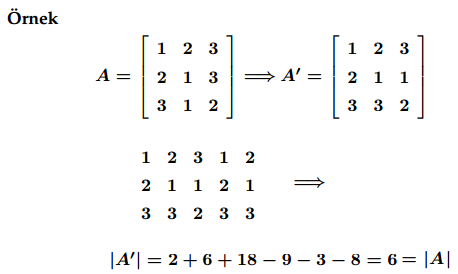 Örnek
A = [ 1 2 3 ⟹ A′ = [ 1 2 3
2 1 3 2 1 1
3 1 2 ] 3 3 2 ]
1 2 3 1 2
2 1 1 2 1 ⟹
3 3 2 3 3
|A′| = 2 + 6 + 18 − 9 − 3 − 8 = 6 = |A|